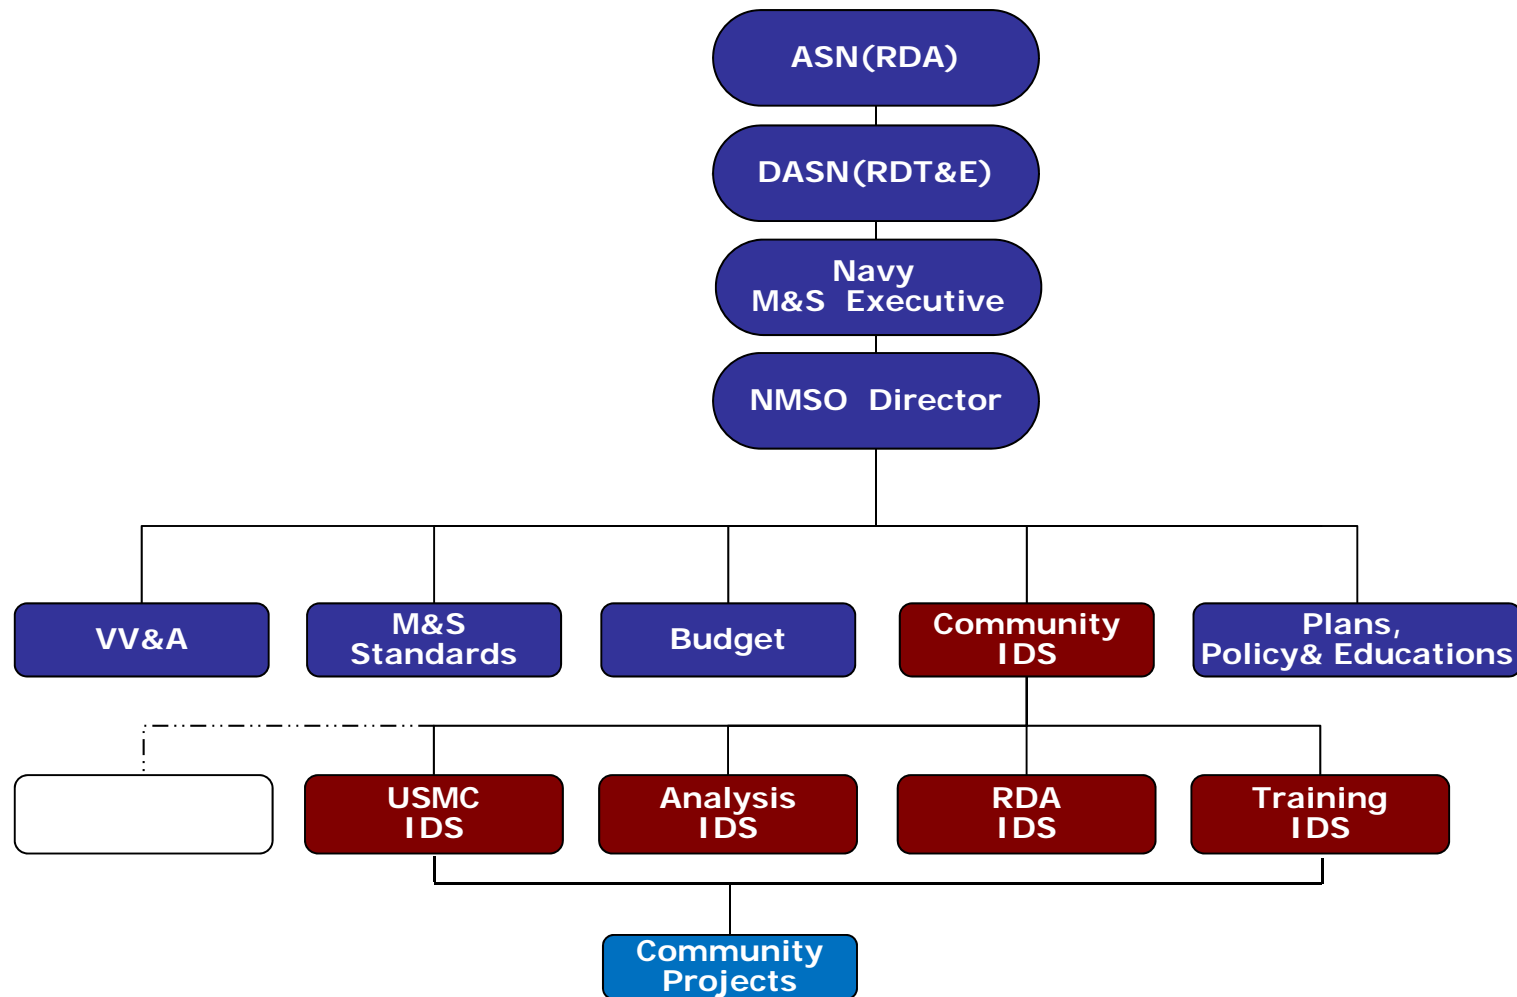 ASN(RDA)
DASN(RDT&E)
Navy
M&S Executive
NMSO Director
VV&A
M&S
Standards
Budget
Community
IDS
Plans,
Policy& Educations
USMC
IDS
Analysis
IDS
RDA
IDS
Training
IDS
Community
Projects